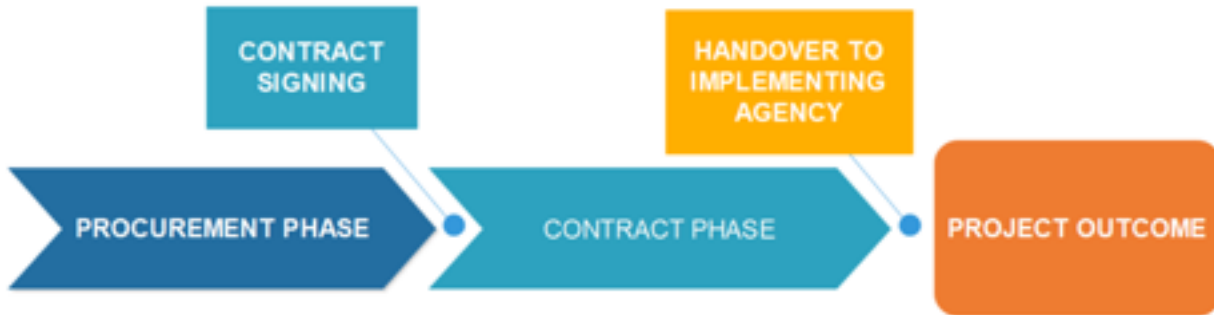 CONTRACT
SIGNING
HANDOVER TO
IMPLEMENTING
AGENCY
PROCUREMENT PHASE
CONTRACT PHASE
PROJECT OUTCOME